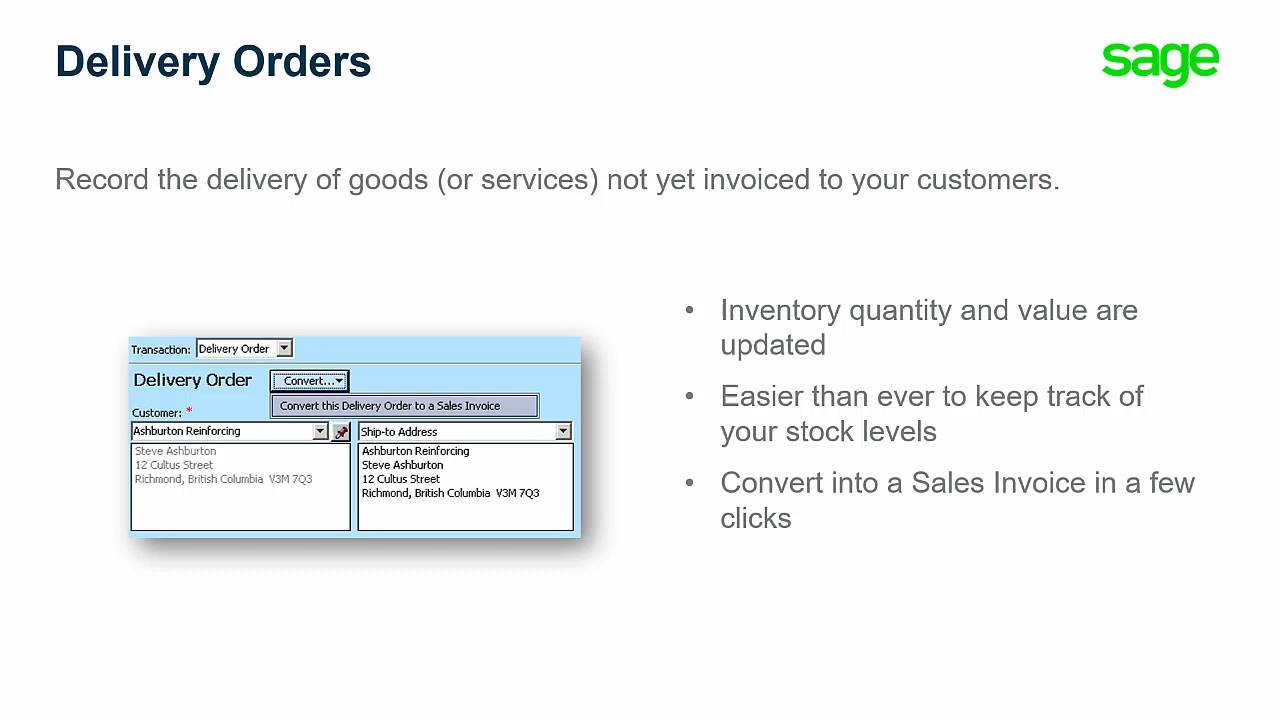 Delivery Orders
sage
Record the delivery of goods (or services) not yet invoiced to your customers.
Transaction: Delivery Order
Delivery Order Convert...
Convert this Delivery Order to a Sales Invoice
Customer: *
Ashburton Reinforcing Ship-to Address
Steve Ashburton
12 Cultus Street
Richmond, British Columbia V3M 7Q3
Ashburton Reinforcing
Steve Ashburton
12 Cultus Street
Richmond, British Columbia V3M 7Q3
• Inventory quantity and value are
updated
• Easier than ever to keep track of
your stock levels
• Convert into a Sales Invoice in a few
clicks